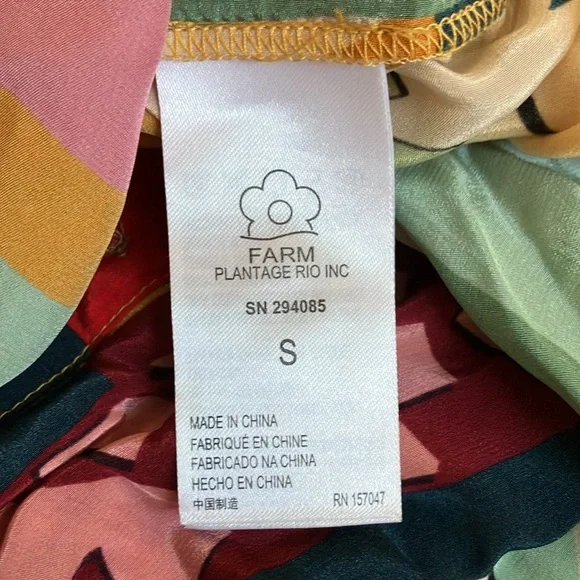 FARM
PLANTAGE RIO INC
SN 294085
S
MADE IN CHINA
FABRIQUÉ EN CHINE
FABRICADO NA CHINA
HECHO EN CHINA
中国制造
RN 157047